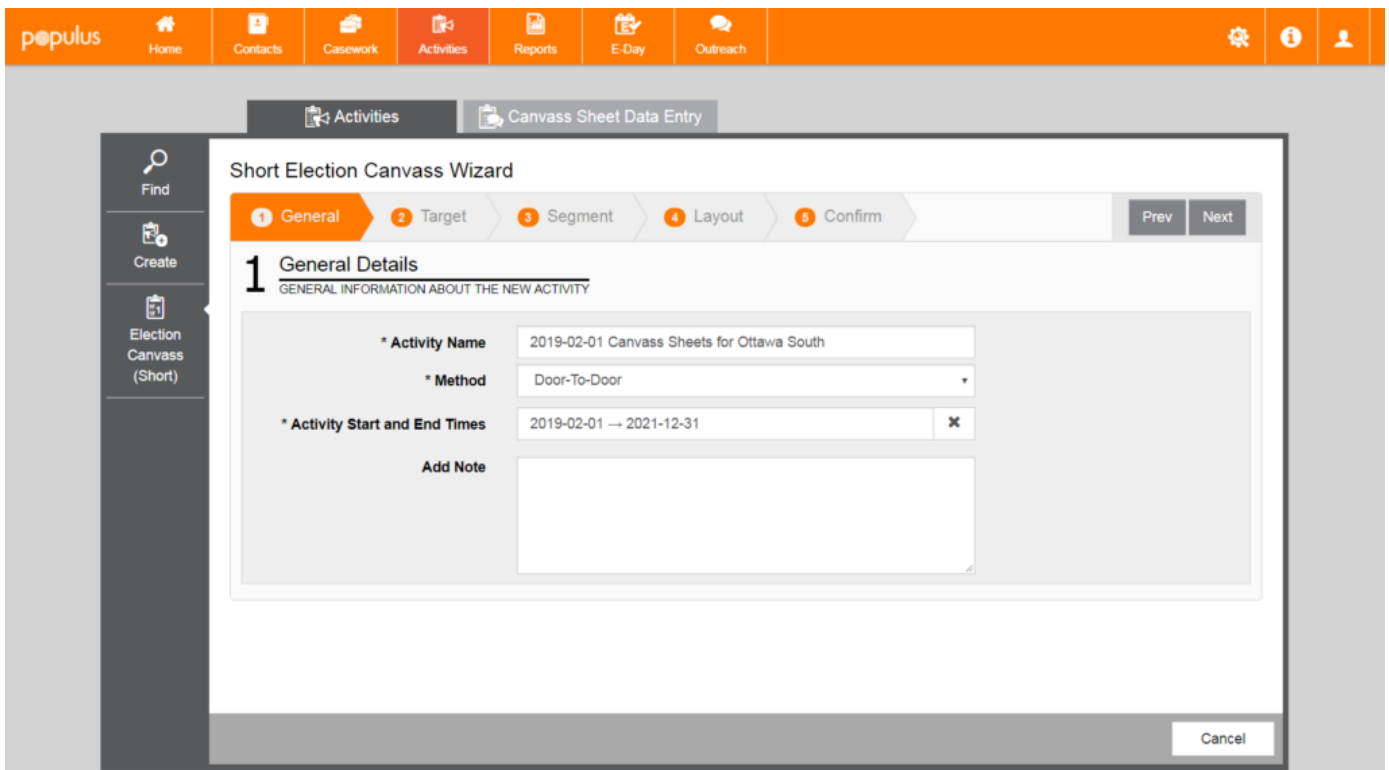 populus
Home
Contacts
Casework
Activities
Reports
E-Day
Outreach
Activities
Canvass Sheet Data Entry
Find
Create
Election
Canvass
(Short)
Short Election Canvass Wizard
1 General
2 Target
3 Segment
4 Layout
5 Confirm
Prev
Next
1 General Details
GENERAL INFORMATION ABOUT THE NEW ACTIVITY
* Activity Name
2019-02-01 Canvass Sheets for Ottawa South
* Method
Door-To-Door
* Activity Start and End Times
2019-02-01 → 2021-12-31
Add Note
Cancel